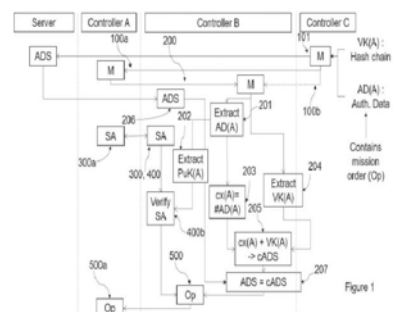 Server Controller A Controller B Controller C
100a
101
VK(A) :
Hash chain
ADS
M
M
200
M
AD(A) :
Auth. Data
ADS
100b
206
202
Extract
AD(A)
201
Contains
mission
order (Op)
SA
SA
300a
300, 400
Extract
PuK(A)
203
204
Verify
SA
cx(A)=
#AD(A)
Extract
VK(A)
205
400b
500
cx(A) + VK(A)
-> cADS
500a
207
Op
ADS = cADS
Figure 1
Op